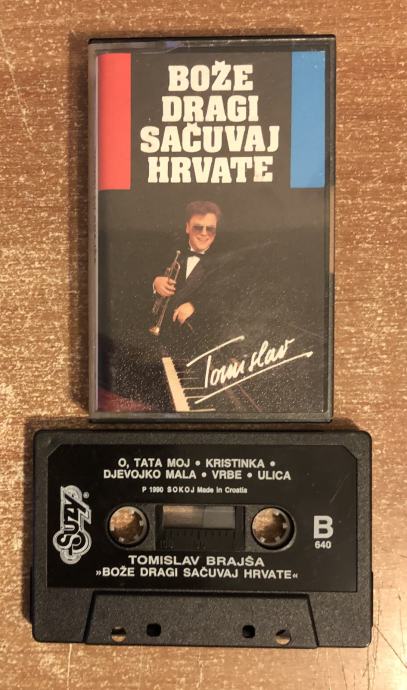 BOŽE
DRAGI
SAČUVAJ
HRVATE
Tomislav
O, TATA MOJ • KRISTINKA •
DJEVOJKO MALA • VRBE • ULICA
P 1990 SOKOJ Made in Croatia
SUZY®
B
640
TOMISLAV BRAJŠA
»BOŽE DRAGI SAČUVAJ HRVATE«